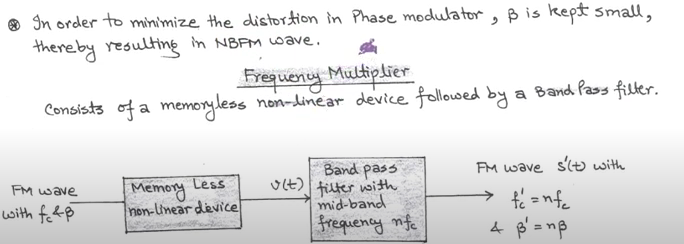 ⊛ In order to minimize the distortion in Phase modulator, β is kept small,
thereby resulting in NBFM wave.
Frequency Multiplier
Consists of a memoryless non-linear device followed by a Band Pass filter.
FM wave
with fc & β
Memory Less
non-linear device
v(t)
Band pass
filter with
mid-band
frequency nfc
FM wave s'(t) with
fc' = nfc
& β' = nβ